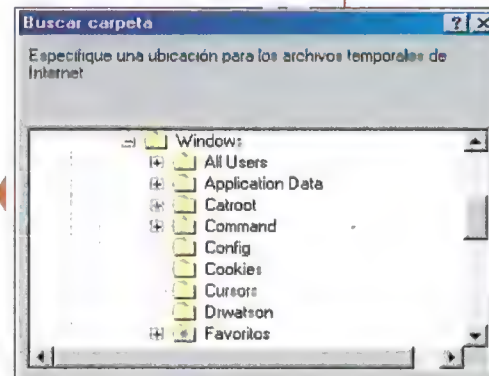 Buscar carpeta
Especifique una ubicación para los archivos temporales de
Internet
Windows
All Users
Application Data
Catroot
Command
Config
Cookies
Cursors
Drwatson
Favoritos